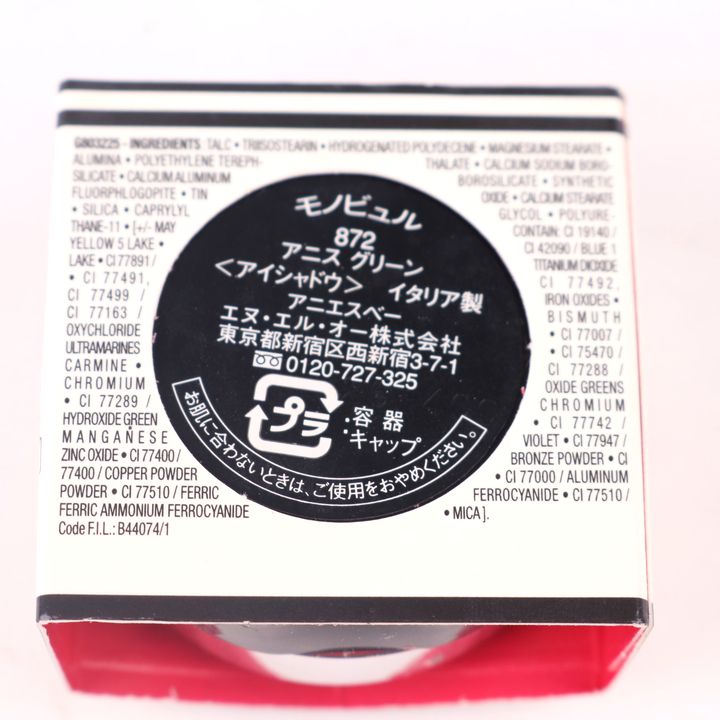 G803225 - INGREDIENTS: TALC • TRIISOSTEARIN • HYDROGENATED POLYDECENE • MAGNESIUM STEARATE •
ALUMINA • POLYETHYLENE TEREPH- THALATE • CALCIUM SODIUM BORO-
SILICATE • CALCIUM ALUMINUM BOROSILICATE • SYNTHETIC
FLUORPHLOGOPITE • TIN OXIDE • CALCIUM STEARATE
• SILICA • CAPRYLYL GLYCOL • POLYURE-
THANE-11 • [+/- MAY CONTAIN: CI 19140 /
YELLOW 5 LAKE • CI 42090 / BLUE 1
LAKE • CI 77891 / TITANIUM DIOXIDE
• CI 77491, CI 77492,
CI 77499 / IRON OXIDES •
CI 77163 / BISMUTH
OXYCHLORIDE • CI 77007 /
ULTRAMARINES • CI 75470 /
CARMINE • CI 77288 /
CHROMIUM OXIDE GREENS
• CI 77289 / CHROMIUM
HYDROXIDE GREEN • CI 77742 /
MANGANESE VIOLET • CI 77947 /
ZINC OXIDE • CI 77400 / BRONZE POWDER • CI
77400 / COPPER POWDER • CI 77000 / ALUMINUM
POWDER • CI 77510 / FERRIC FERROCYANIDE • CI 77510 /
FERRIC AMMONIUM FERROCYANIDE • MICA ].
Code F.I.L.: B44074/1
モノビュル
872
アニス グリーン
<アイシャドウ> イタリア製
アニエスベー
エヌ・エル・オー株式会社
東京都新宿区西新宿3-7-1
0120-727-325
プラ
:容器
:キャップ
お肌に合わないときは、ご使用をおやめください。